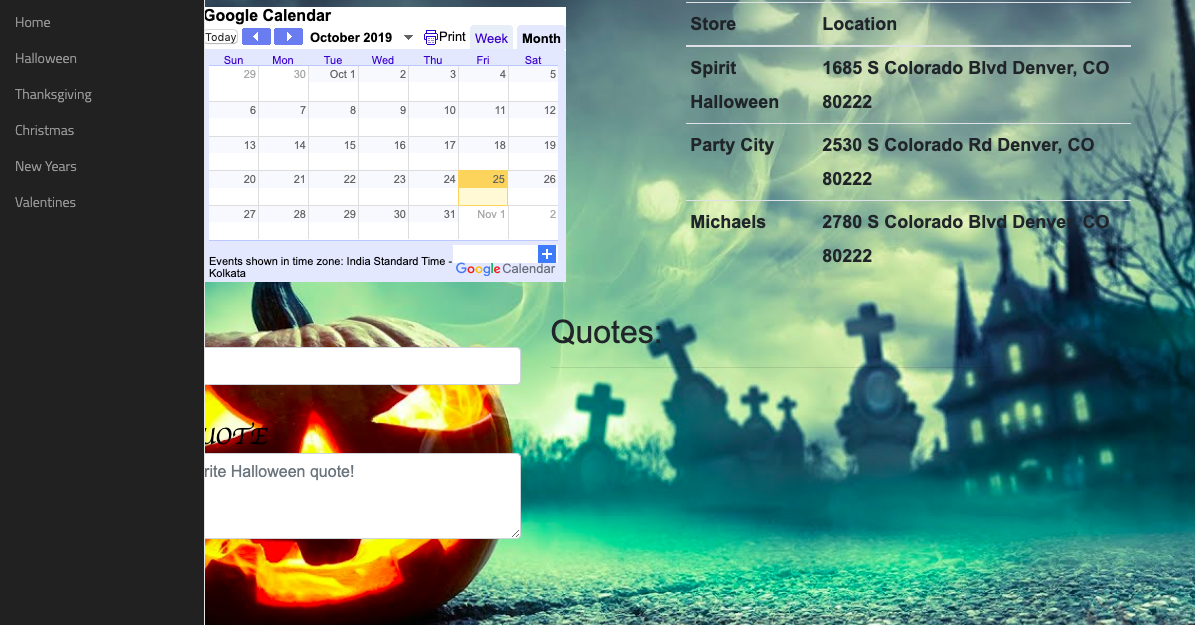 Home
Halloween
Thanksgiving
Christmas
New Years
Valentines
Google Calendar
Today October 2019 Print Week Month
Sun Mon Tue Wed Thu Fri Sat
29 30 Oct 1 2 3 4 5
6 7 8 9 10 11 12
13 14 15 16 17 18 19
20 21 22 23 24 25 26
27 28 29 30 31 Nov 1 2
Events shown in time zone: India Standard Time -
Kolkata
Google Calendar
Store Location
Spirit 1685 S Colorado Blvd Denver, CO
Halloween 80222
Party City 2530 S Colorado Rd Denver, CO
80222
Michaels 2780 S Colorado Blvd Denver, CO
80222
Quotes:
UOTE
rite Halloween quote!